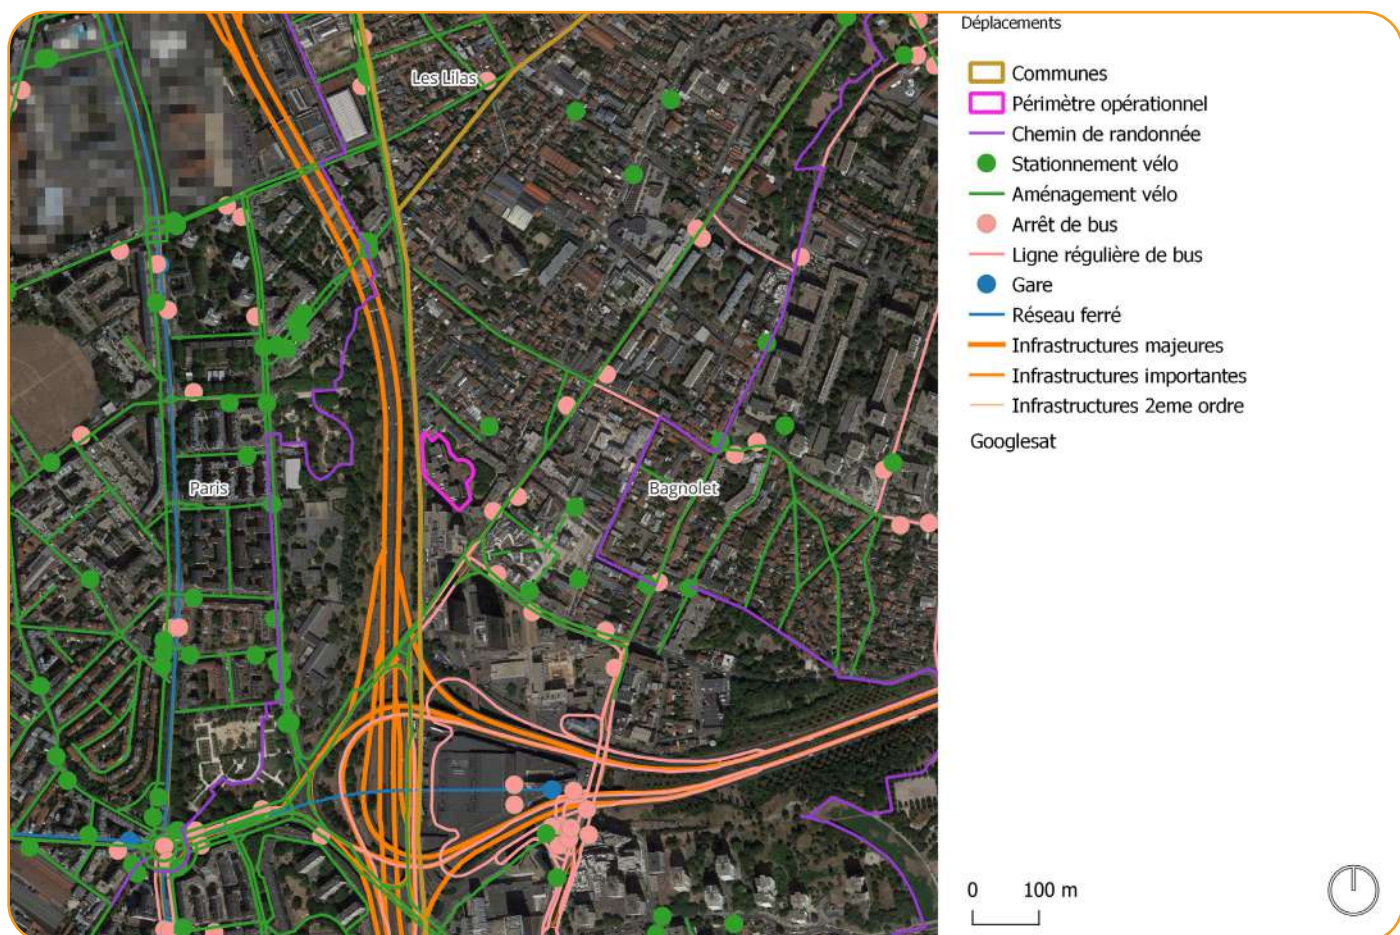 Déplacements
Communes
Périmètre opérationnel
Chemin de randonnée
Stationnement vélo
Aménagement vélo
Arrêt de bus
Ligne régulière de bus
Gare
Réseau ferré
Infrastructures majeures
Infrastructures importantes
Infrastructures 2eme ordre
Googlesat
Les Lilas
Paris
Bagnolet
0 100 m